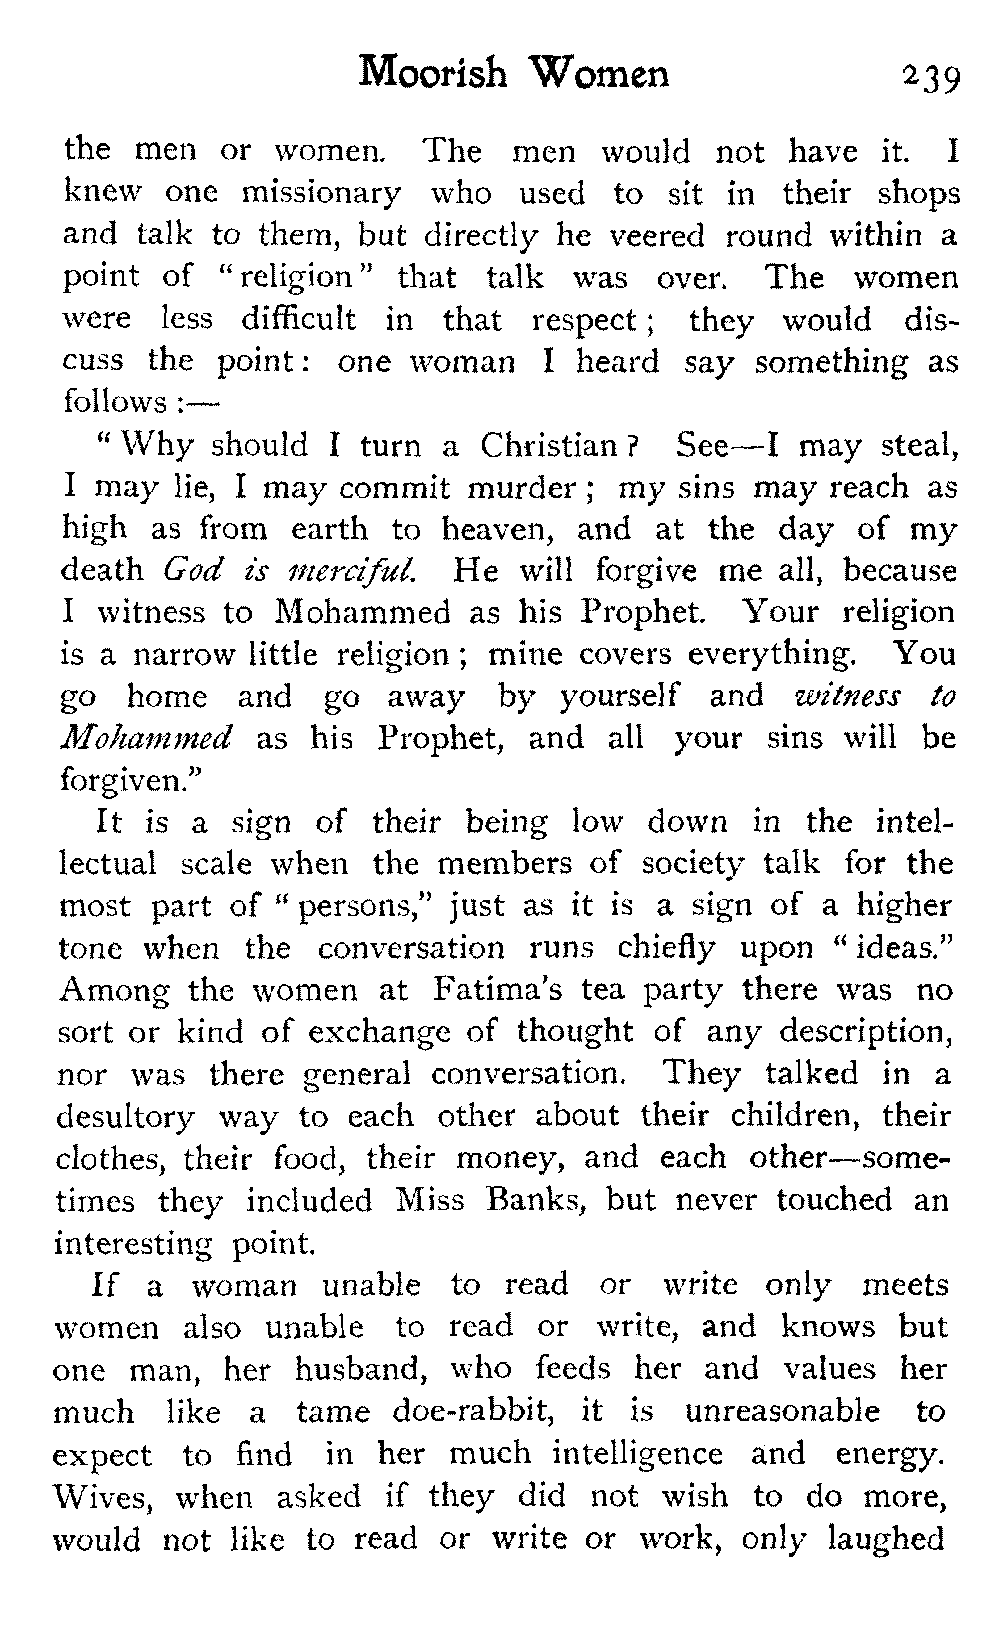 Moorish Women 239
the men or women. The men would not have it. I
knew one missionary who used to sit in their shops
and talk to them, but directly he veered round within a
point of “religion” that talk was over. The women
were less difficult in that respect; they would dis-
cuss the point: one woman I heard say something as
follows :—
“Why should I turn a Christian? See—I may steal,
I may lie, I may commit murder; my sins may reach as
high as from earth to heaven, and at the day of my
death God is merciful. He will forgive me all, because
I witness to Mohammed as his Prophet. Your religion
is a narrow little religion; mine covers everything. You
go home and go away by yourself and witness to
Mohammed as his Prophet, and all your sins will be
forgiven.”
It is a sign of their being low down in the intel-
lectual scale when the members of society talk for the
most part of “persons,” just as it is a sign of a higher
tone when the conversation runs chiefly upon “ideas.”
Among the women at Fatima's tea party there was no
sort or kind of exchange of thought of any description,
nor was there general conversation. They talked in a
desultory way to each other about their children, their
clothes, their food, their money, and each other—some-
times they included Miss Banks, but never touched an
interesting point.
If a woman unable to read or write only meets
women also unable to read or write, and knows but
one man, her husband, who feeds her and values her
much like a tame doe-rabbit, it is unreasonable to
expect to find in her much intelligence and energy.
Wives, when asked if they did not wish to do more,
would not like to read or write or work, only laughed